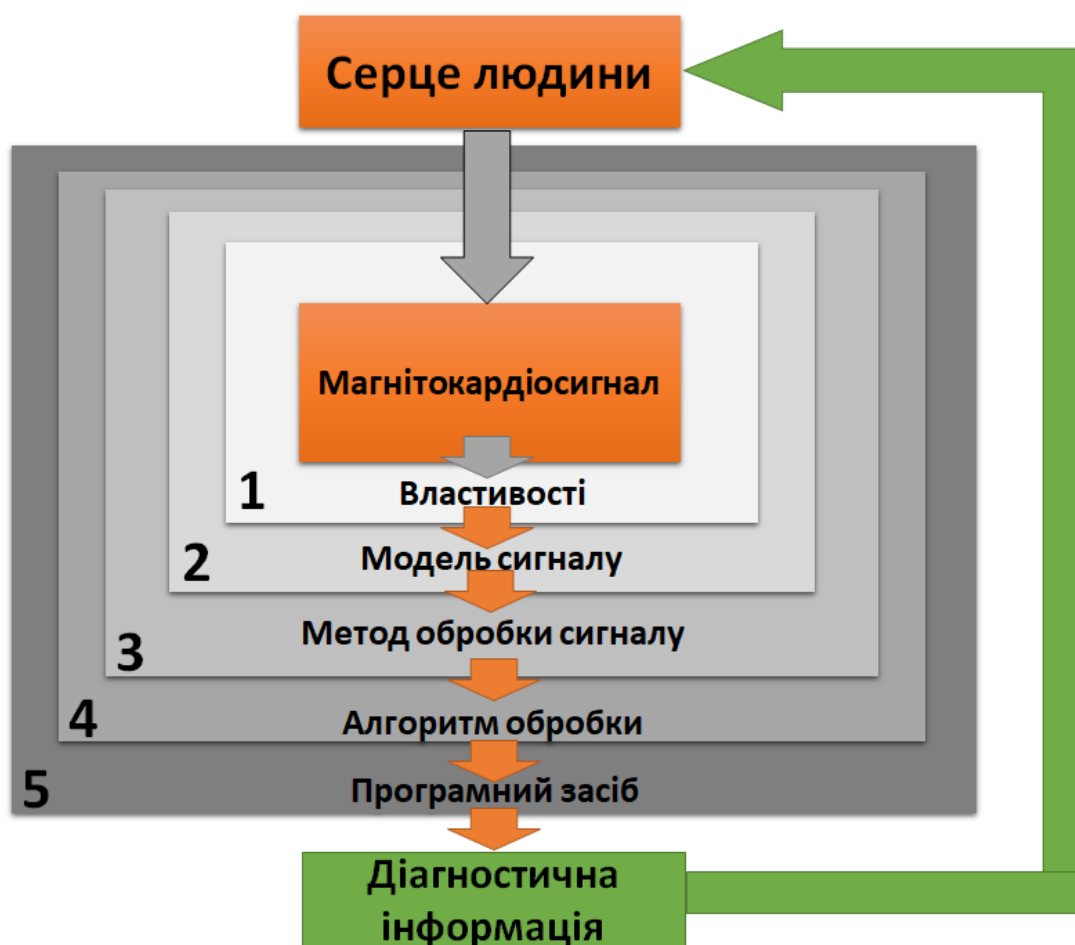 Серце людини
Магнітокардіосигнал
1
Властивості
2
Модель сигналу
3
Метод обробки сигналу
4
Алгоритм обробки
5
Програмний засіб
Діагностична
інформація